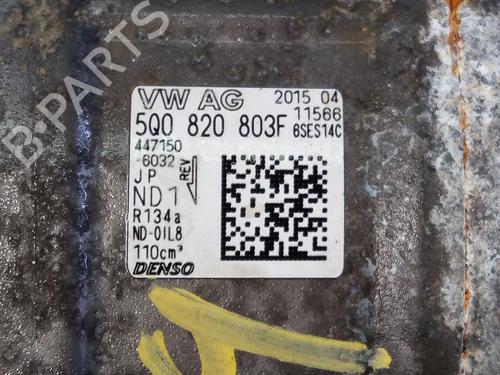 B-PARTS
VW AG 2015 04
11566
5Q0 820 803F 6SES14C
447150
-6032
JP REV
ND1
R134a
ND-OIL8
110cm³
DENSO